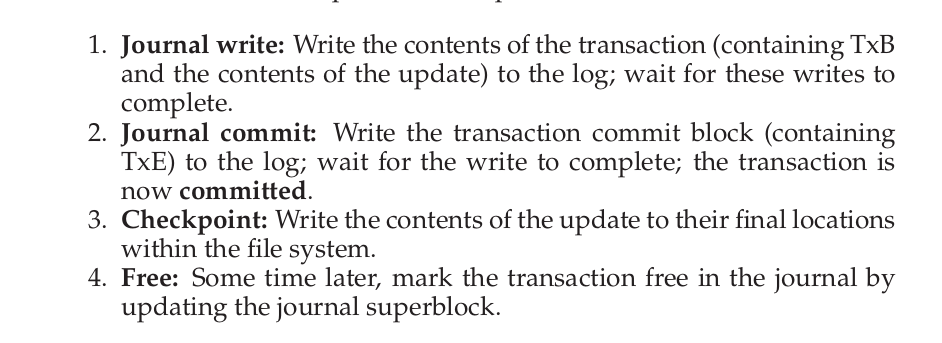 1. Journal write: Write the contents of the transaction (containing TxB
and the contents of the update) to the log; wait for these writes to
complete.
2. Journal commit: Write the transaction commit block (containing
TxE) to the log; wait for the write to complete; the transaction is
now committed.
3. Checkpoint: Write the contents of the update to their final locations
within the file system.
4. Free: Some time later, mark the transaction free in the journal by
updating the journal superblock.